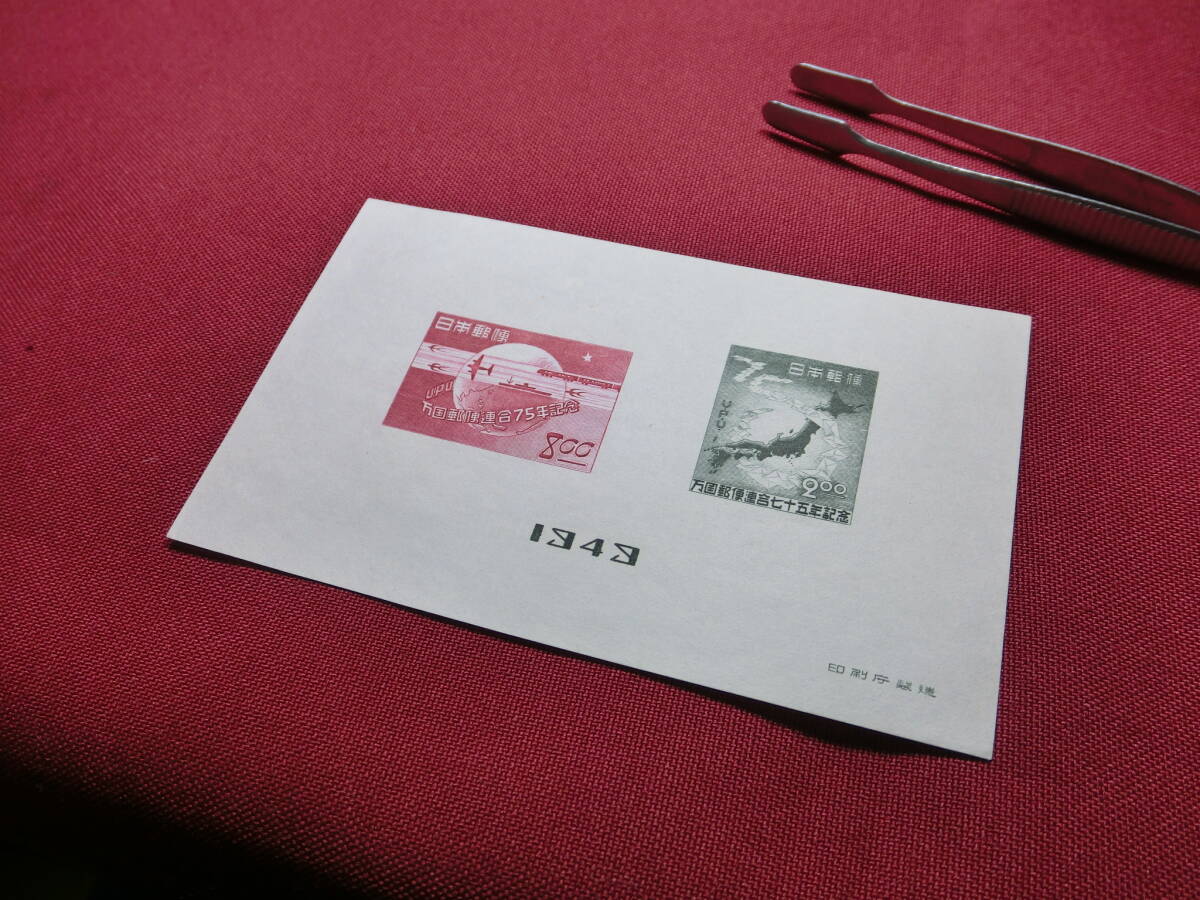 日本郵便
UPU
万国郵便連合75年記念
8.00
日本郵便
UPU
2.00
万国郵便連合七十五年記念
1949
印刷庁製造